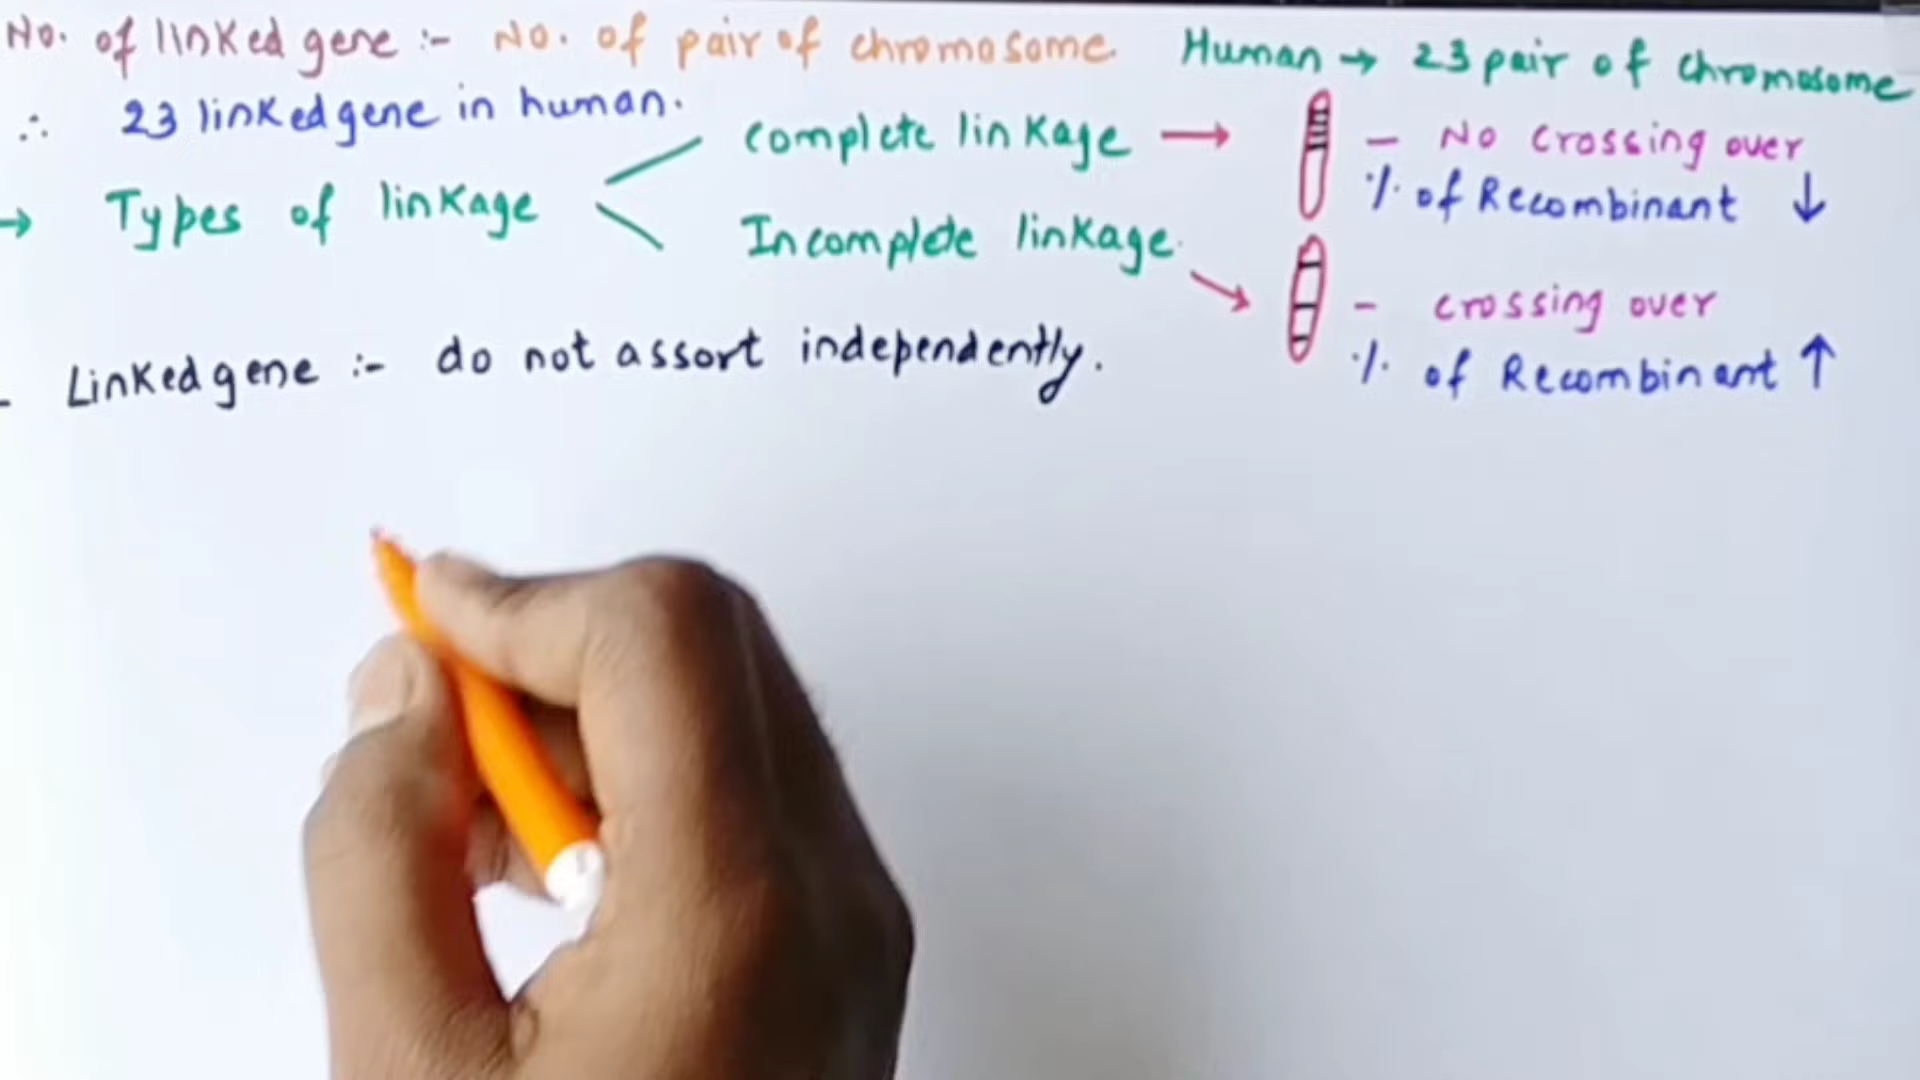 No. of linked gene :- No. of pair of chromosome.
Human → 23 pair of chromosome
∴ 23 linked gene in human.
→ Types of linkage
complete linkage →
- No crossing over
% of Recombinant ↓
Incomplete linkage.
- crossing over
% of Recombinant ↑
- Linked gene :- do not assort independently.